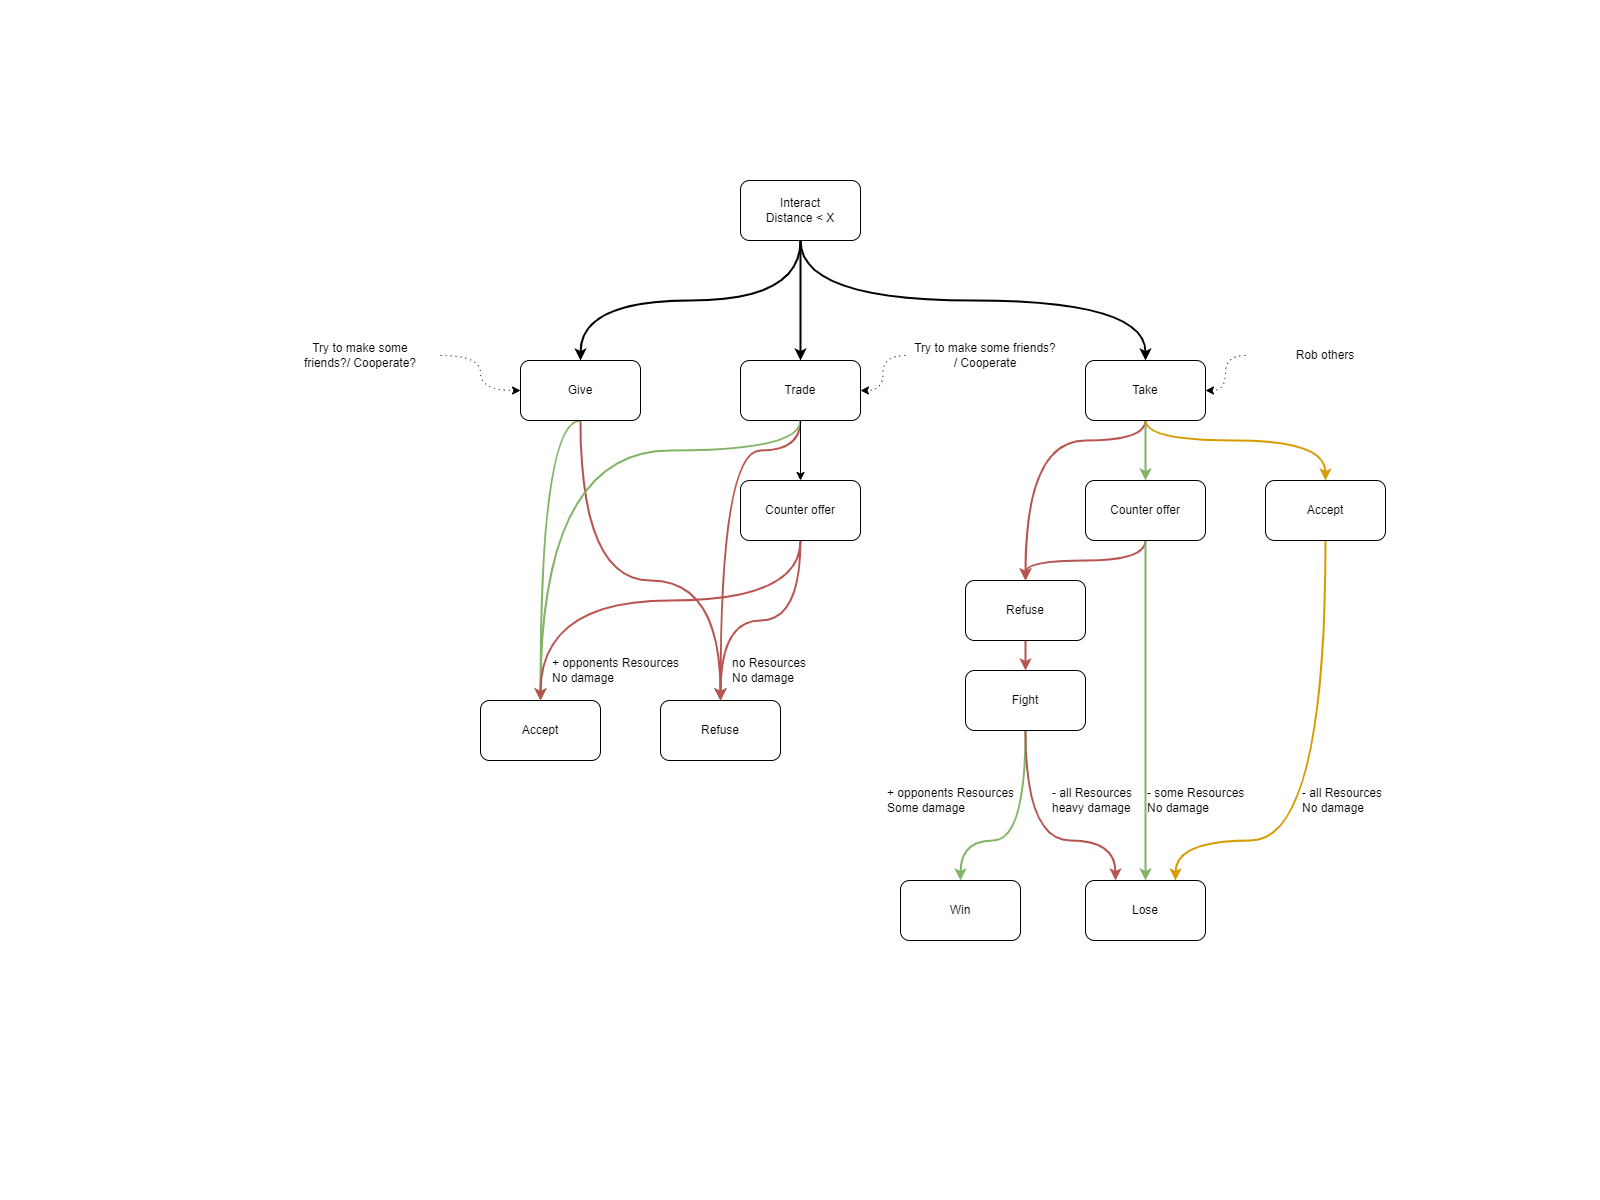 Interact
Distance < X
Try to make some
friends?/ Cooperate?
Try to make some friends?
/ Cooperate
Rob others
Give
Trade
Take
Counter offer
Counter offer
Accept
Refuse
+ opponents Resources
No damage
no Resources
No damage
Fight
Accept
Refuse
+ opponents Resources
Some damage
- all Resources
heavy damage
- some Resources
No damage
- all Resources
No damage
Win
Lose